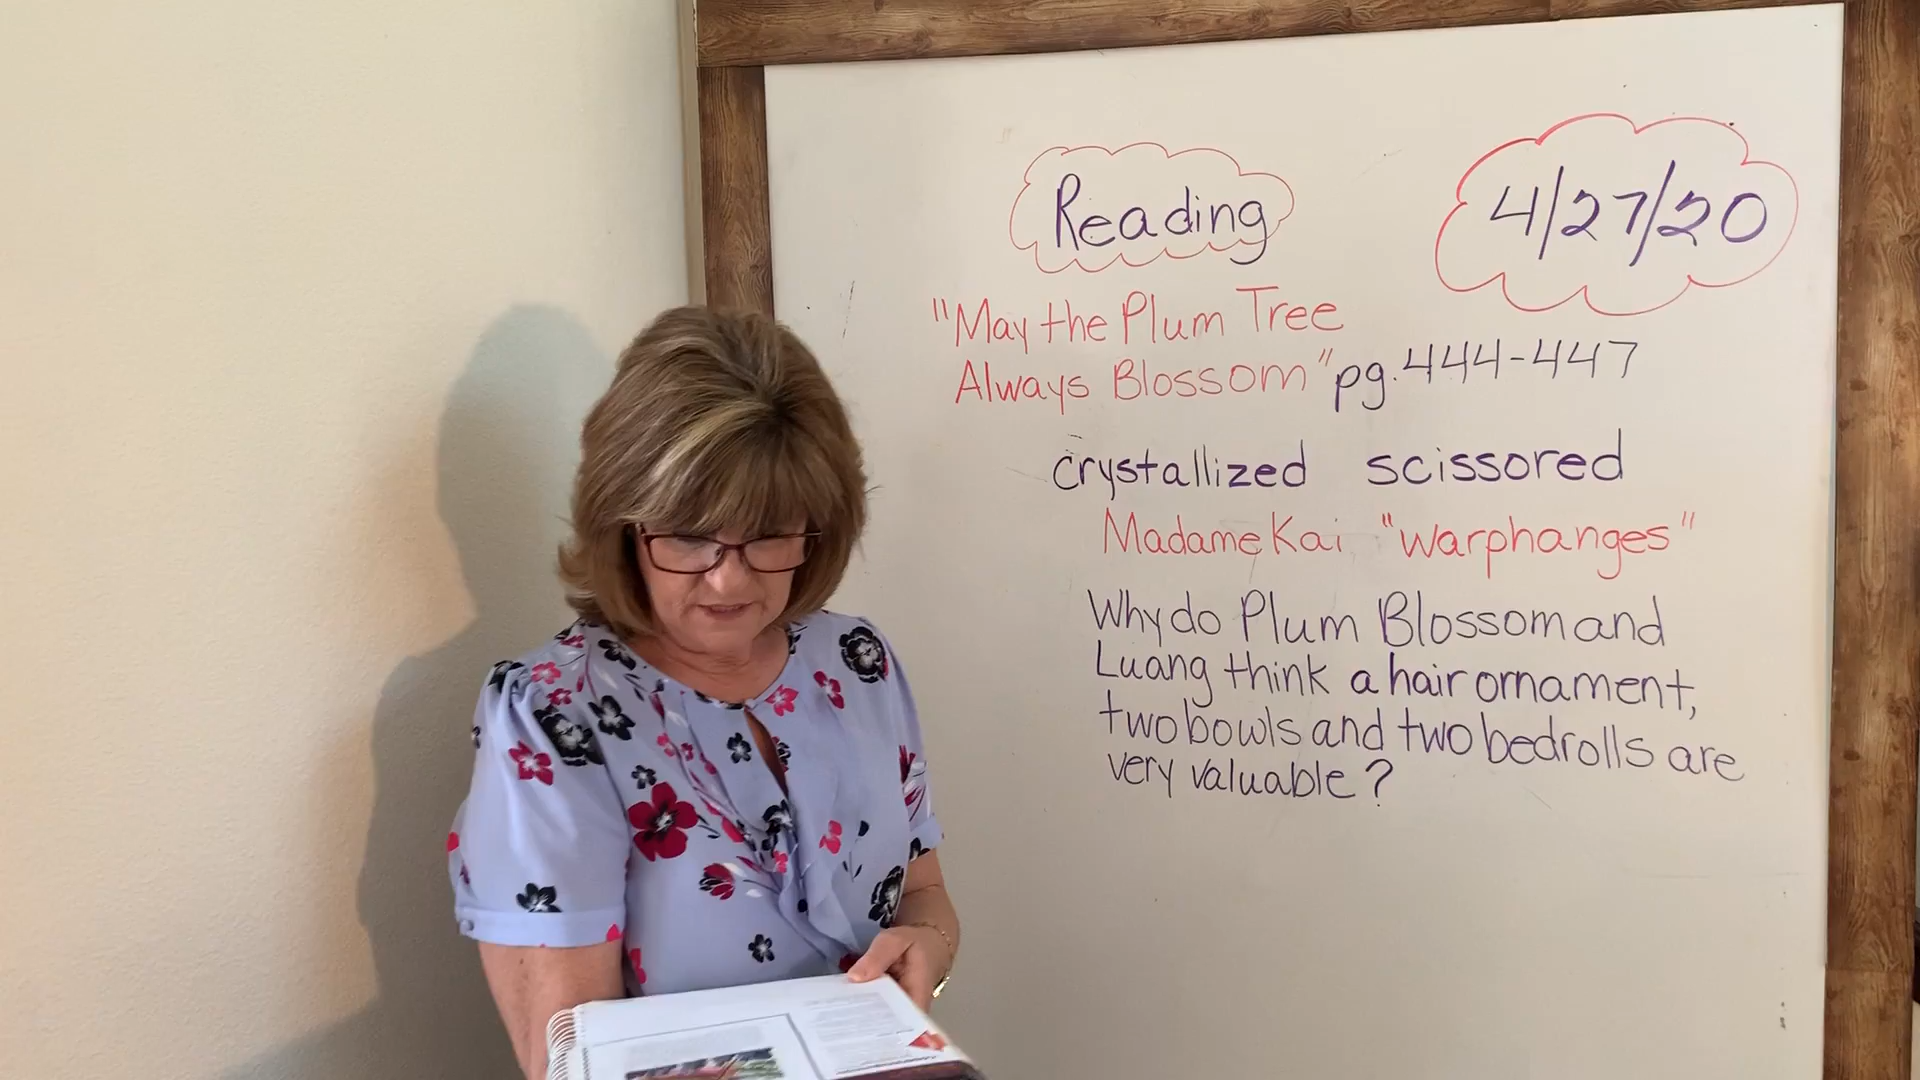 Reading
4/27/20
"May the Plum Tree
Always Blossom" pg. 444-447
crystallized scissored
Madame Kai "warphanges"
Why do Plum Blossom and
Luang think a hair ornament,
two bowls and two bedrolls are
very valuable?